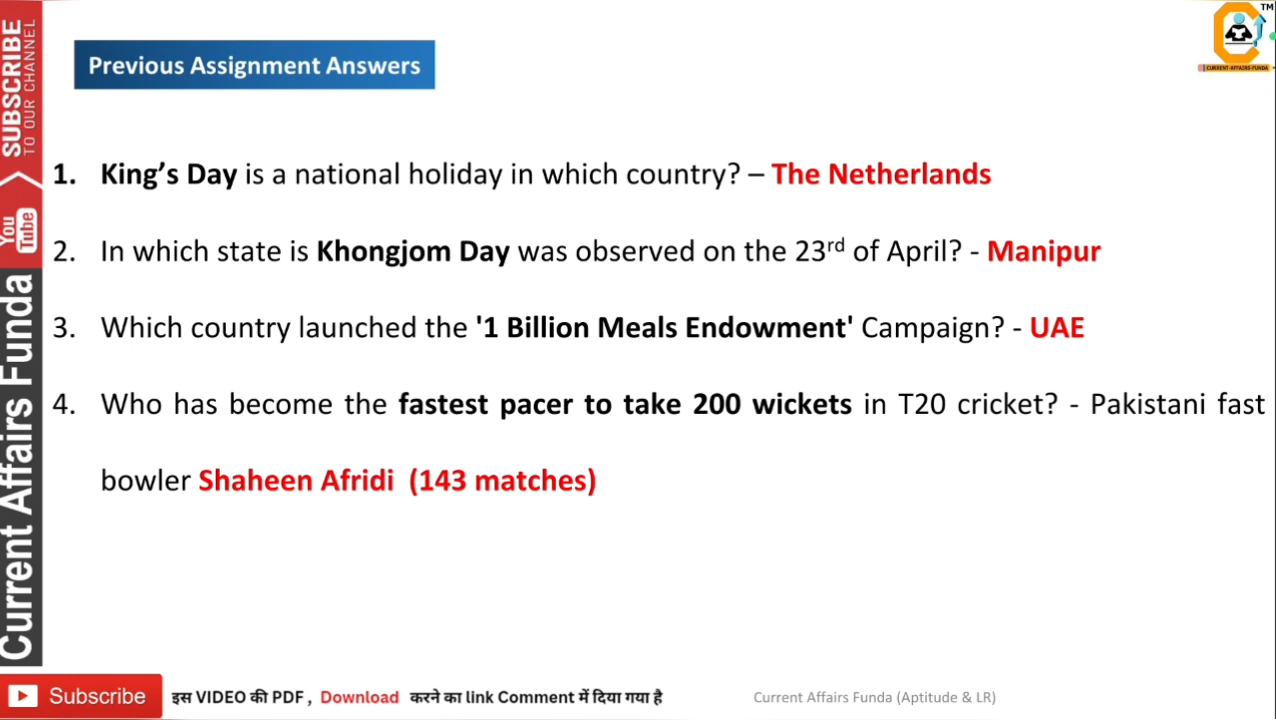 SUBSCRIBE
TO OUR CHANNEL
You Tube
Current Affairs Funda
TM
CURRENT-AFFAIRS-FUNDA
Previous Assignment Answers
1. King’s Day is a national holiday in which country? – The Netherlands
2. In which state is Khongjom Day was observed on the 23rd of April? - Manipur
3. Which country launched the '1 Billion Meals Endowment' Campaign? - UAE
4. Who has become the fastest pacer to take 200 wickets in T20 cricket? - Pakistani fast
bowler Shaheen Afridi (143 matches)
Subscribe
इस VIDEO की PDF , Download करने का link Comment में दिया गया है
Current Affairs Funda (Aptitude & LR)